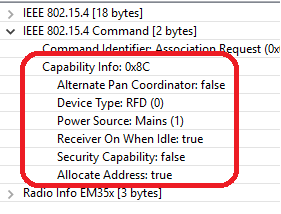 IEEE 802.15.4 [18 bytes]
IEEE 802.15.4 Command [2 bytes]
Command Identifier: Association Request (0x
Capability Info: 0x8C
Alternate Pan Coordinator: false
Device Type: RFD (0)
Power Source: Mains (1)
Receiver On When Idle: true
Security Capability: false
Allocate Address: true
Radio Info EM35x [3 bytes]